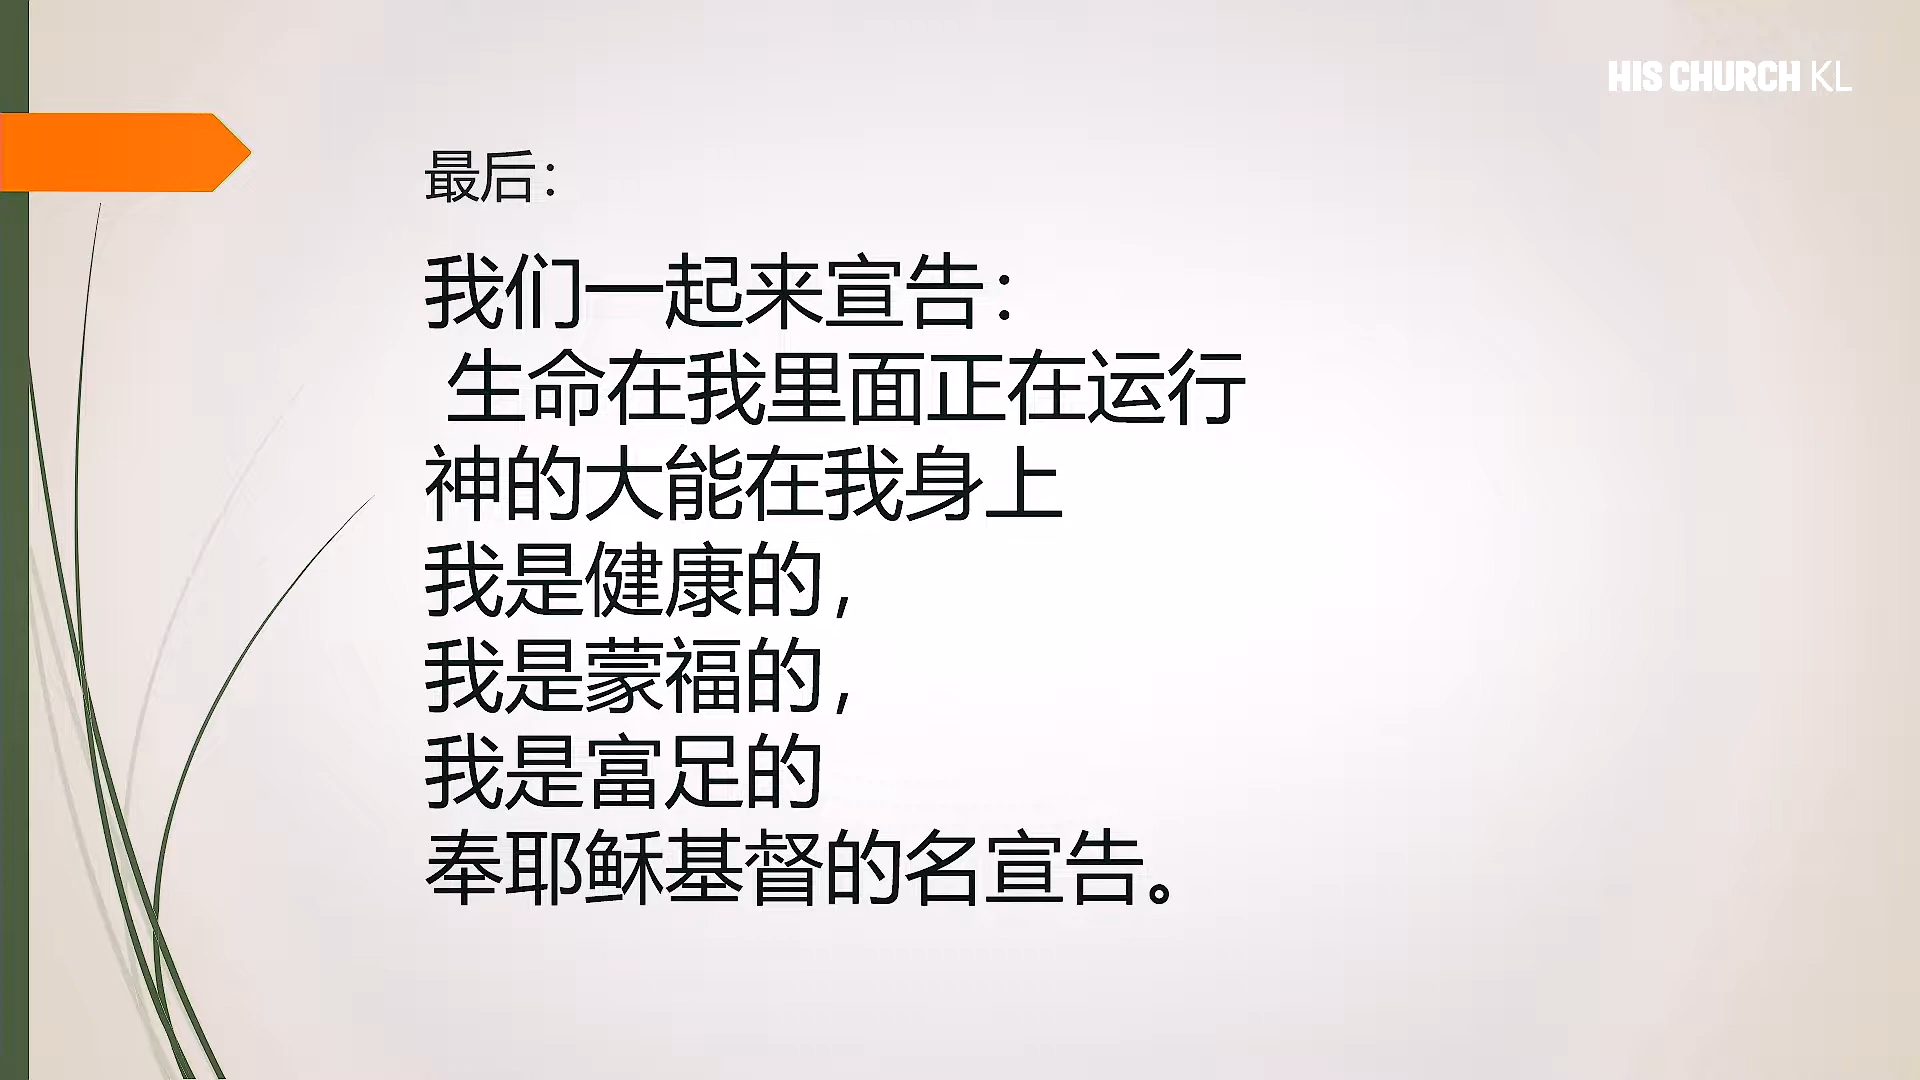 HIS CHURCH KL
最后：
我们一起来宣告：
生命在我里面正在运行
神的大能在我身上
我是健康的，
我是蒙福的，
我是富足的
奉耶稣基督的名宣告。